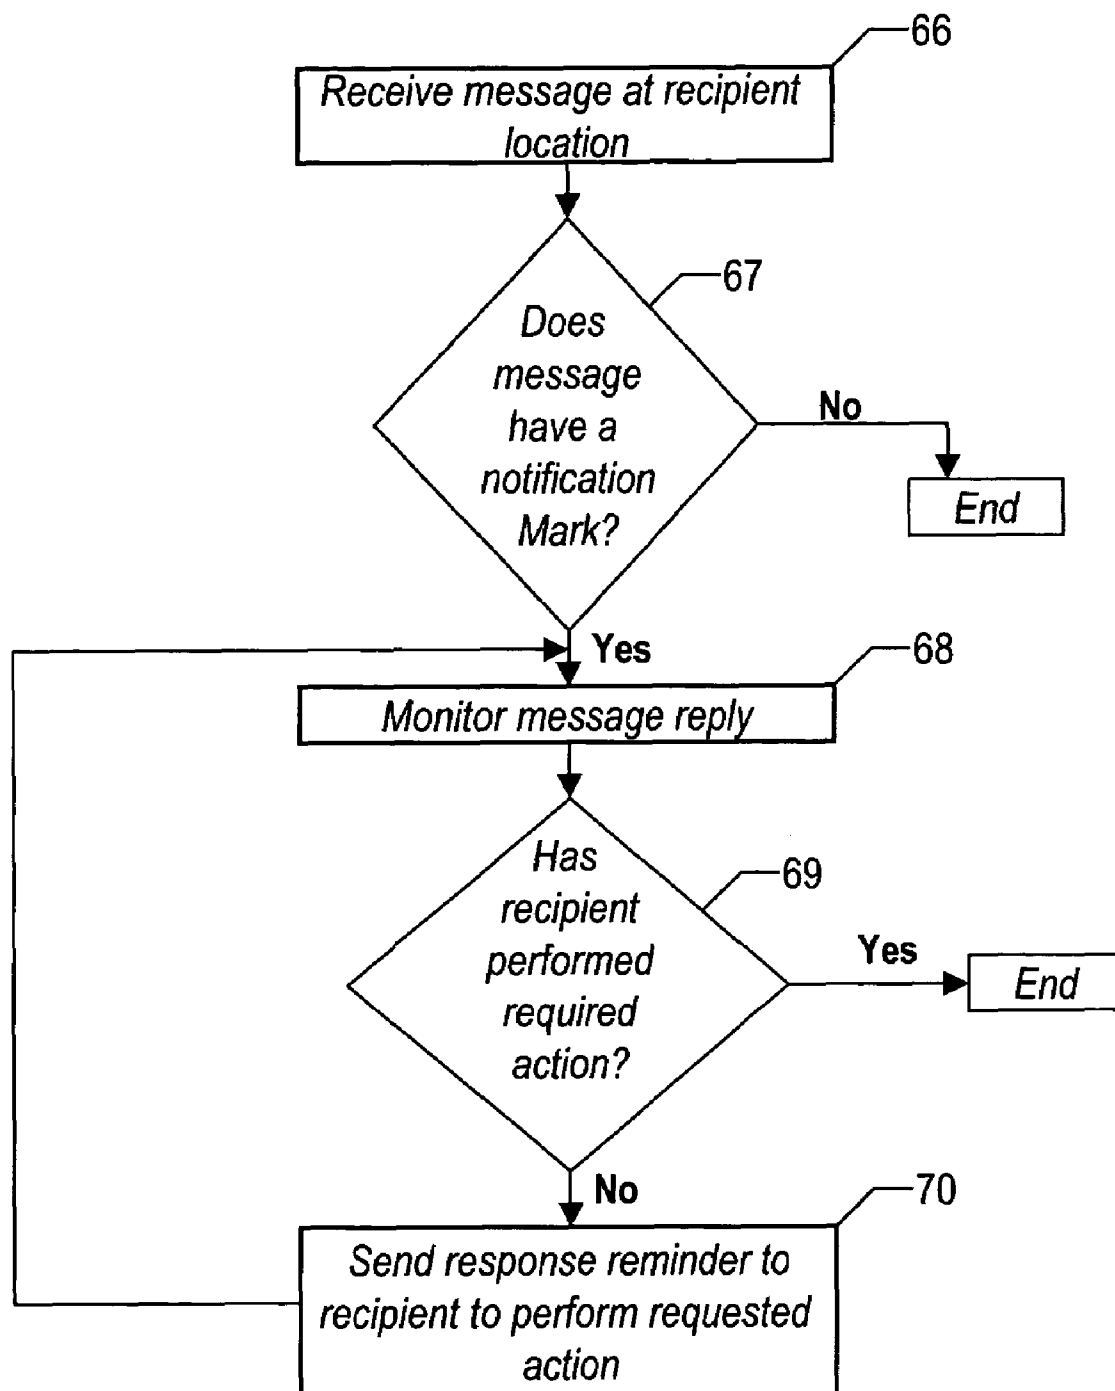 66
Receive message at recipient
location
67
Does
message
have a
notification
Mark?
No
End
Yes
68
Monitor message reply
69
Has
recipient
performed
required
action?
Yes
End
No
70
Send response reminder to
recipient to perform requested
action